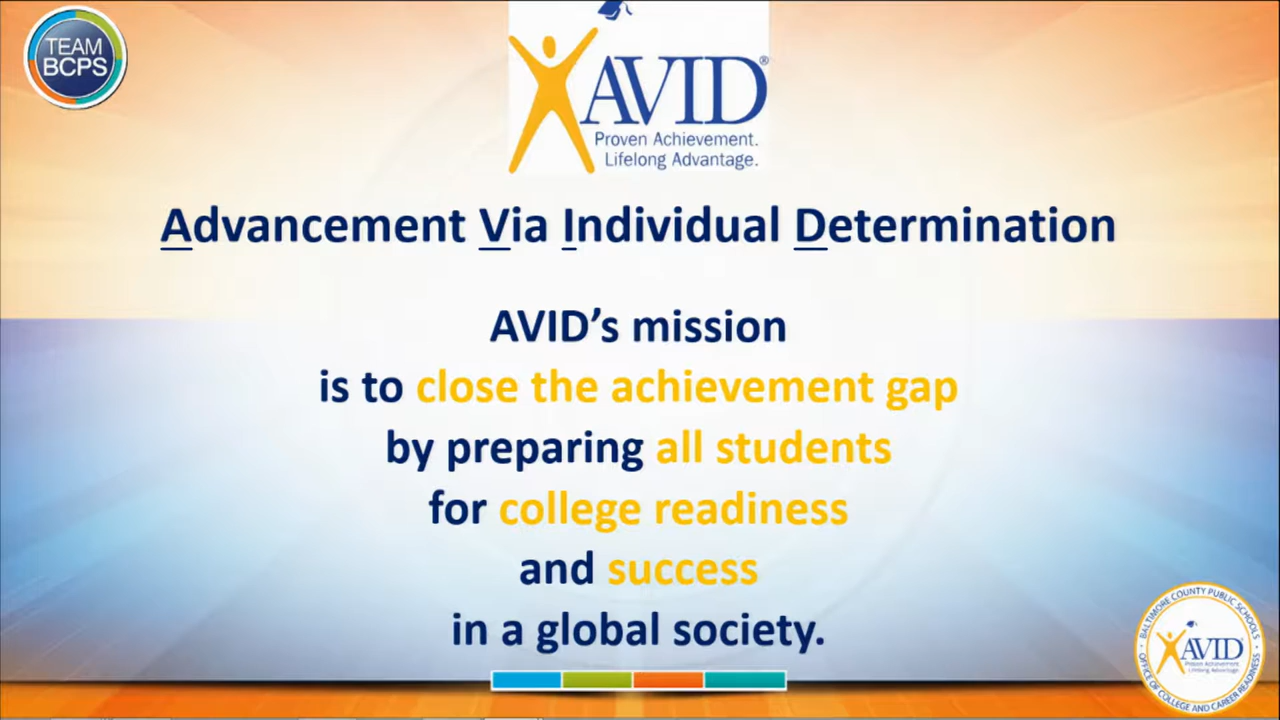 TEAM
BCPS
AVID®
Proven Achievement.
Lifelong Advantage.
Advancement Via Individual Determination
AVID’s mission
is to close the achievement gap
by preparing all students
for college readiness
and success
in a global society.
BALTIMORE COUNTY PUBLIC SCHOOLS
AVID
Proven Achievement.
Lifelong Advantage.
OFFICE OF COLLEGE AND CAREER READINESS